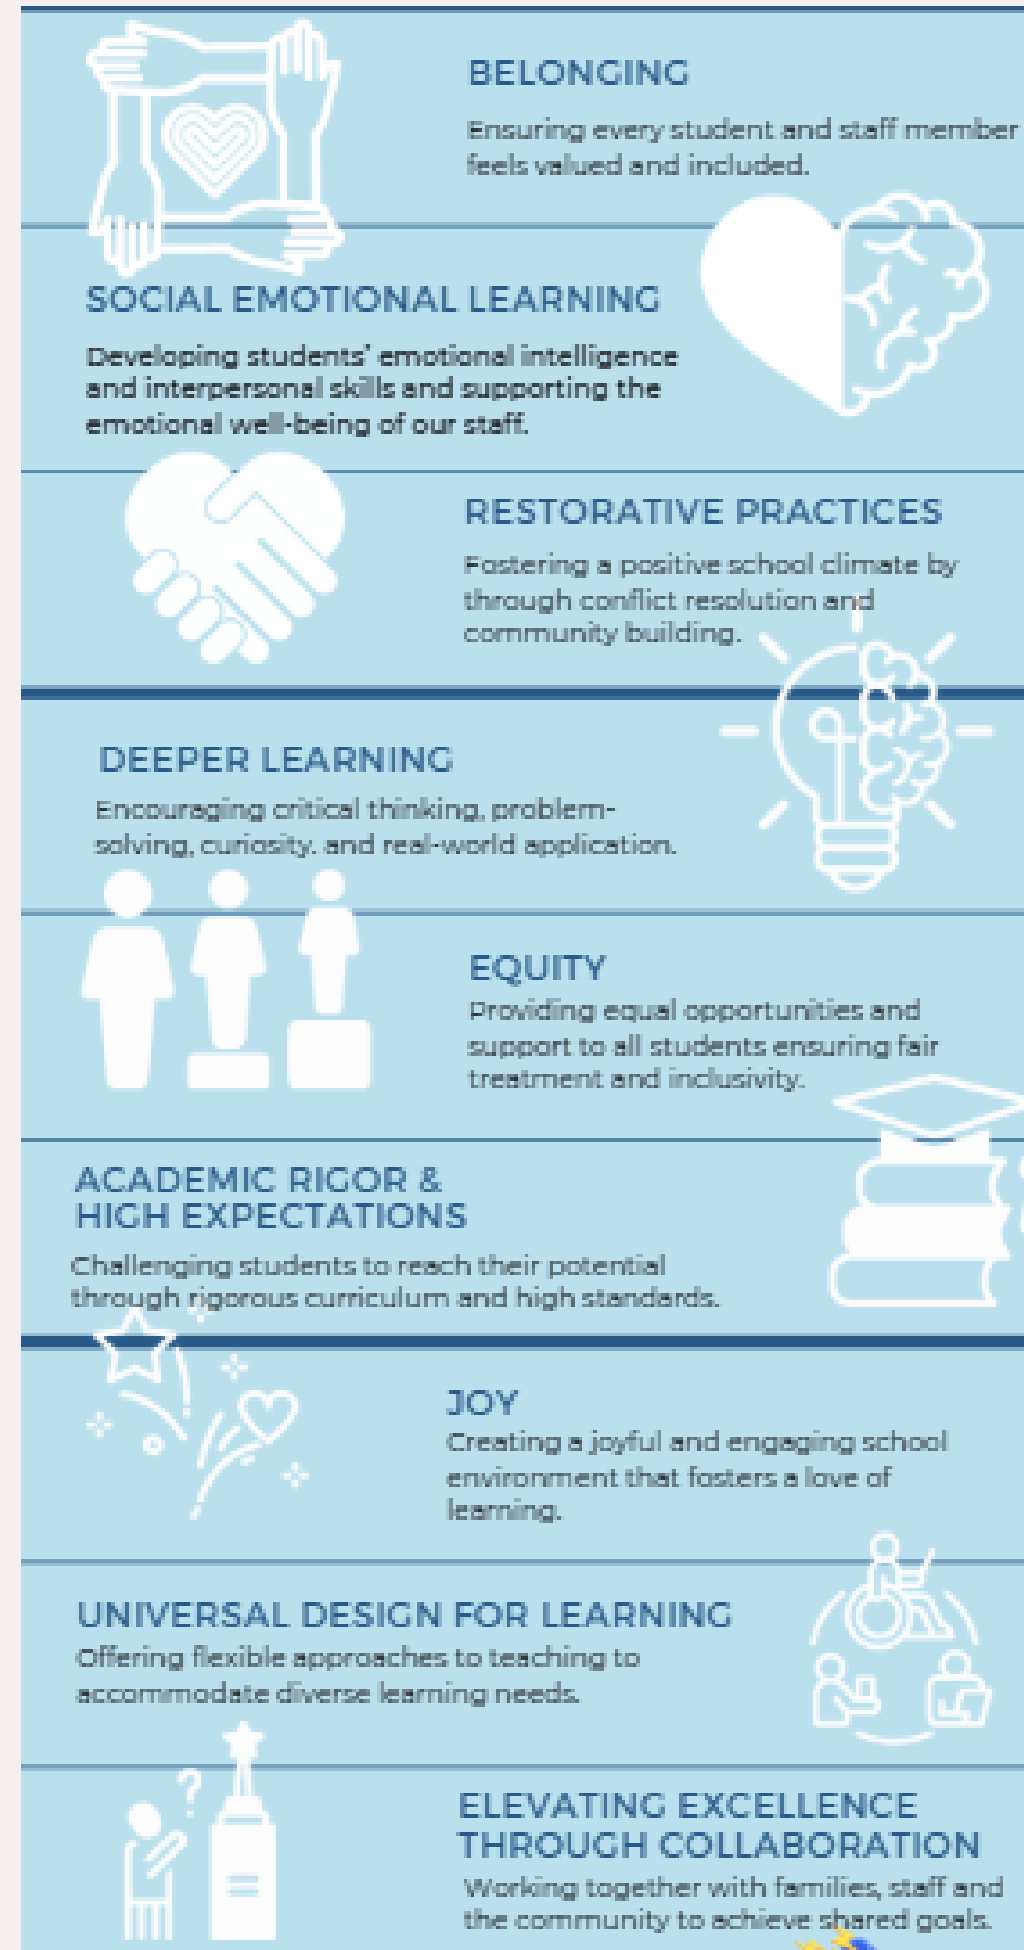 BELONGING
Ensuring every student and staff member
feels valued and included.
SOCIAL EMOTIONAL LEARNING
Developing students' emotional intelligence
and interpersonal skills and supporting the
emotional well-being of our staff.
RESTORATIVE PRACTICES
Fostering a positive school climate by
through conflict resolution and
community building.
DEEPER LEARNING
Encouraging critical thinking, problem-
solving, curiosity. and real-world application.
EQUITY
Providing equal opportunities and
support to all students ensuring fair
treatment and inclusivity.
ACADEMIC RIGOR &
HIGH EXPECTATIONS
Challenging students to reach their potential
through rigorous curriculum and high standards.
JOY
Creating a joyful and engaging school
environment that fosters a love of
learning.
UNIVERSAL DESIGN FOR LEARNING
Offering flexible approaches to teaching to
accommodate diverse learning needs.
?
ELEVATING EXCELLENCE
THROUGH COLLABORATION
Working together with families, staff and
the community to achieve shared goals.